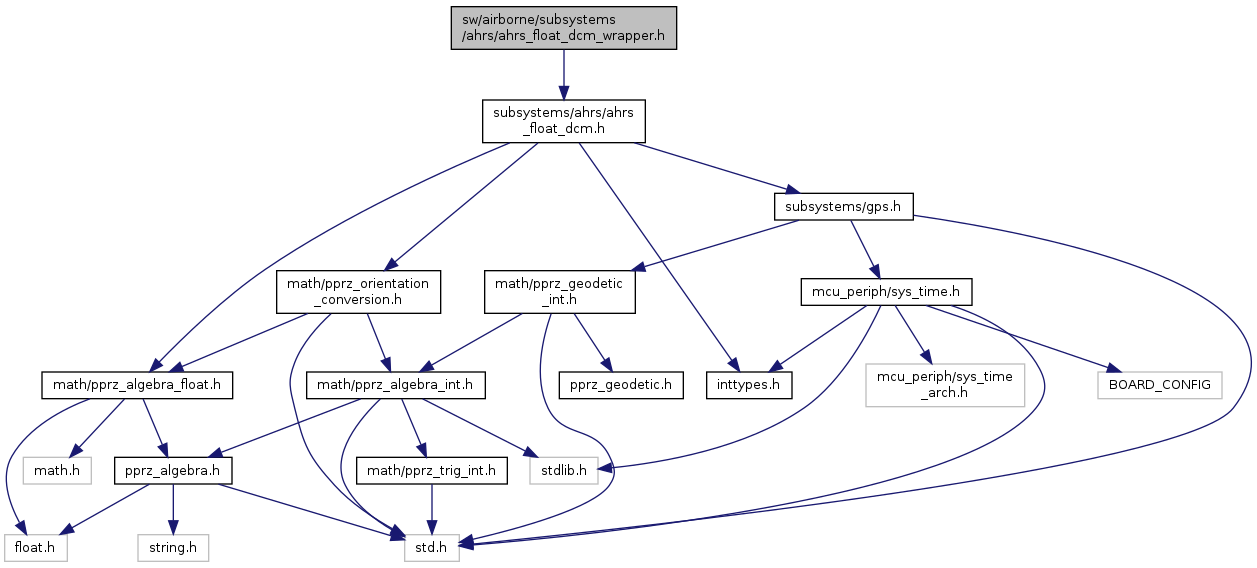 sw/airborne/subsystems
/ahrs/ahrs_float_dcm_wrapper.h
subsystems/ahrs/ahrs
_float_dcm.h
subsystems/gps.h
math/pprz_orientation
_conversion.h
math/pprz_geodetic
_int.h
mcu_periph/sys_time.h
math/pprz_algebra_float.h
math/pprz_algebra_int.h
pprz_geodetic.h
inttypes.h
mcu_periph/sys_time
_arch.h
BOARD_CONFIG
math.h
pprz_algebra.h
math/pprz_trig_int.h
stdlib.h
float.h
string.h
std.h